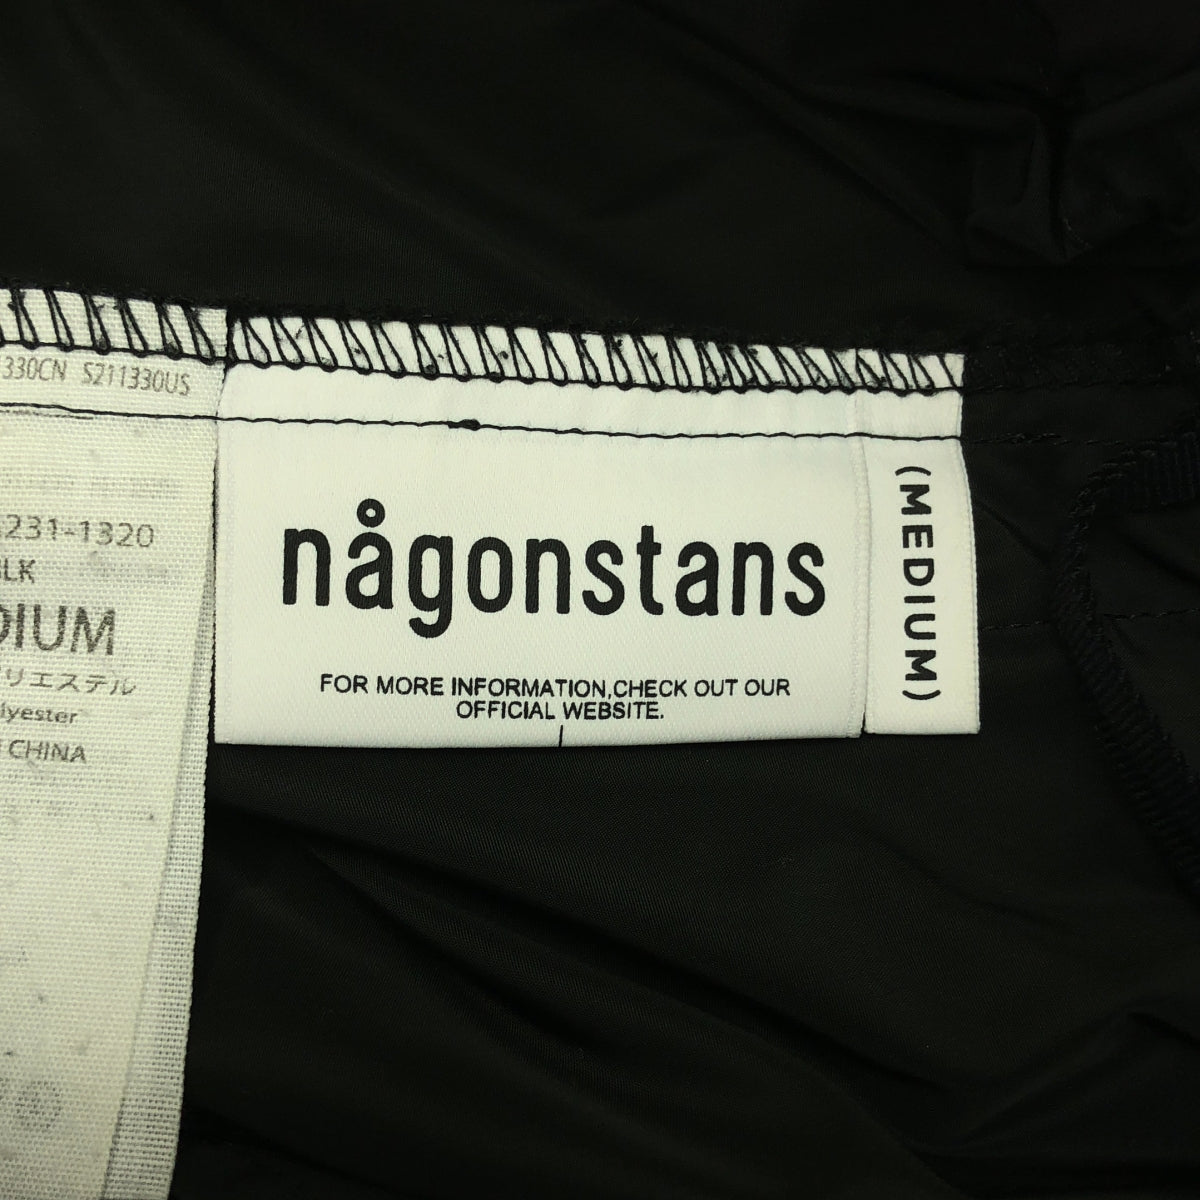 330CN S211330US
231-1320
LK
DIUM
リエステル
lyester
CHINA
någonstans
FOR MORE INFORMATION,CHECK OUT OUR
OFFICIAL WEBSITE.
(MEDIUM)